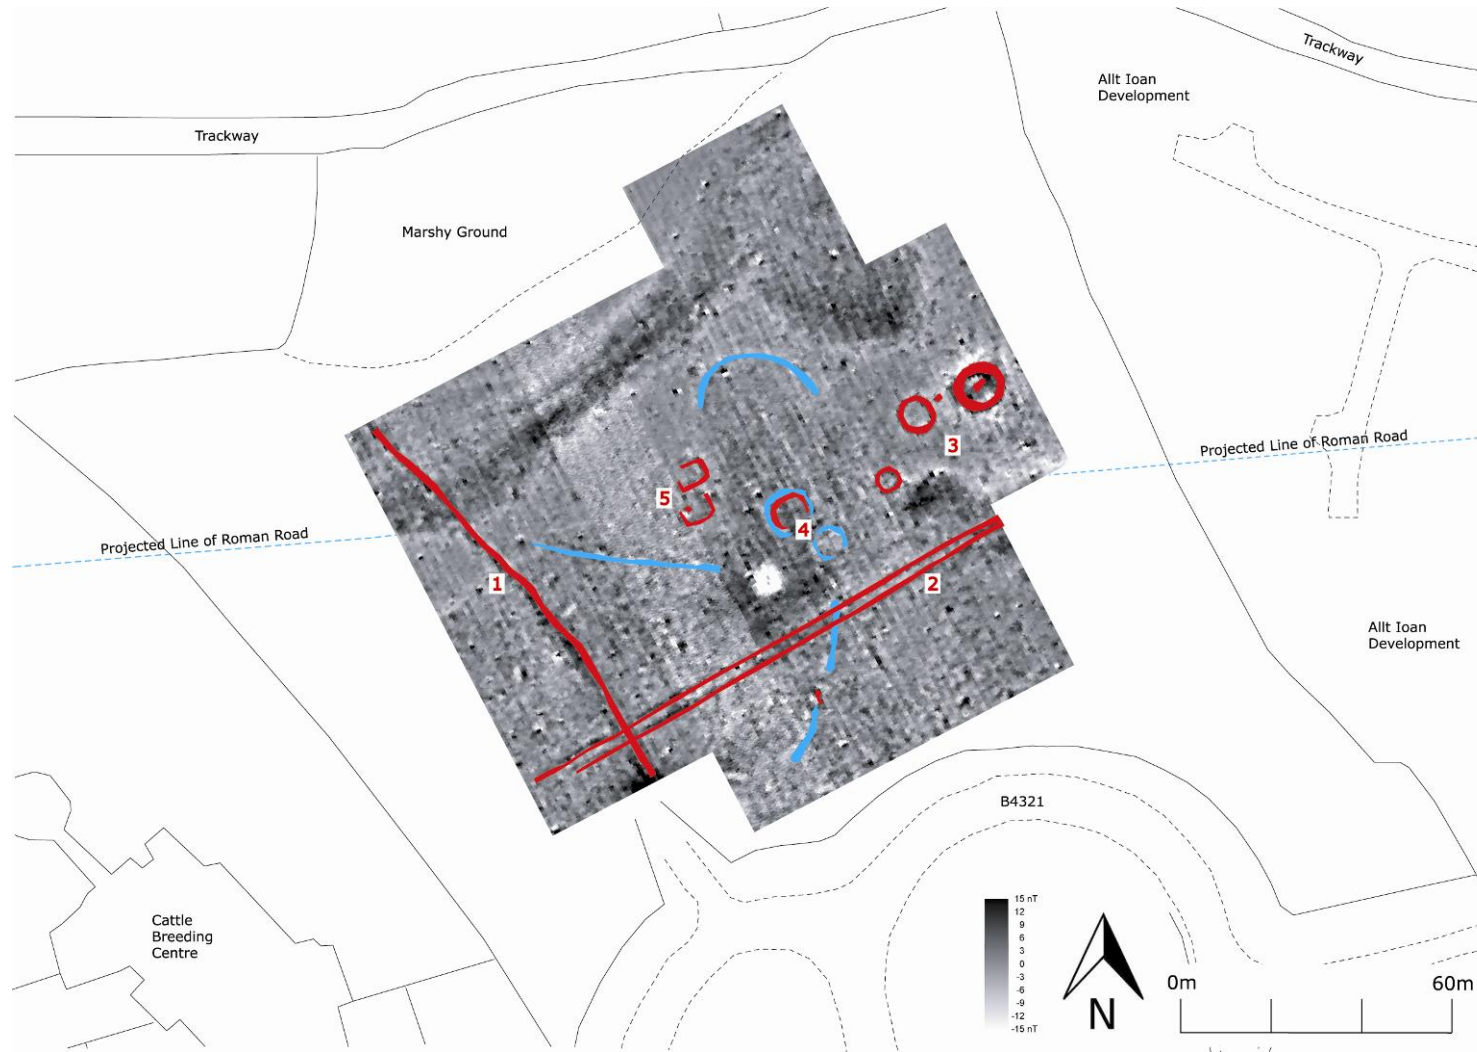 Trackway
Allt Ioan
Development
Trackway
Marshy Ground
Projected Line of Roman Road
3
5
4
Projected Line of Roman Road
1
2
Allt Ioan
Development
B4321
Cattle
Breeding
Centre
15 nT
12
9
6
3
0
-3
-6
-9
-12
-15 nT
N
0m
60m